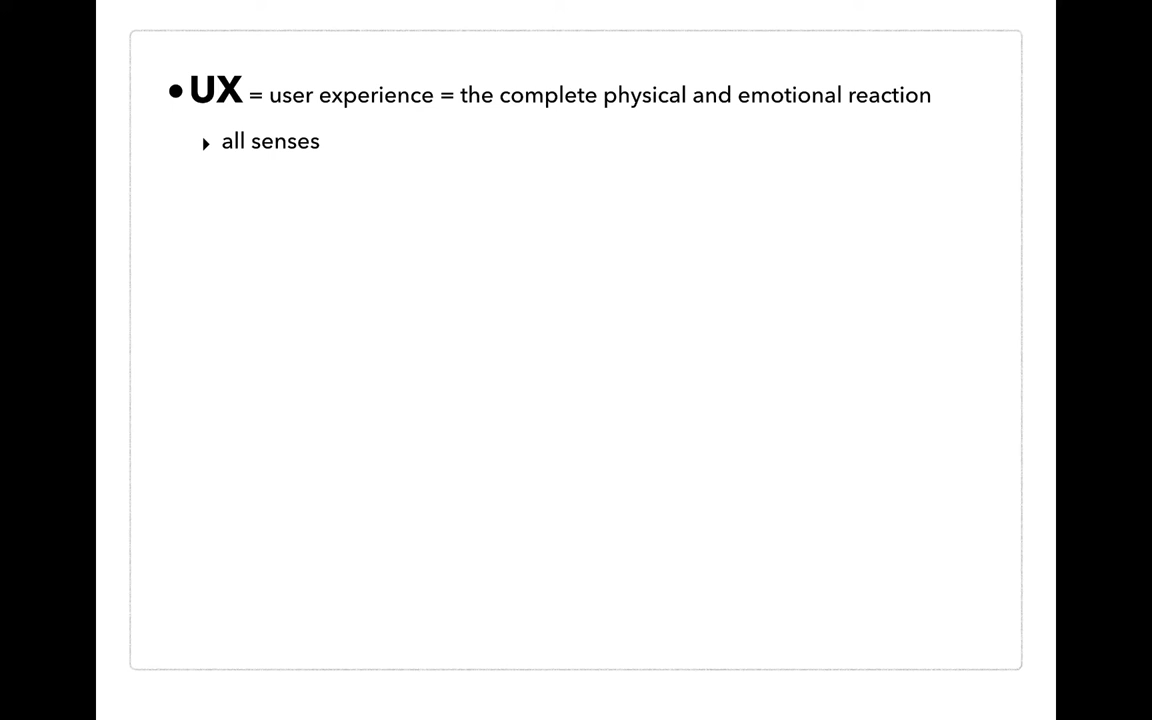 • UX = user experience = the complete physical and emotional reaction
‣ all senses